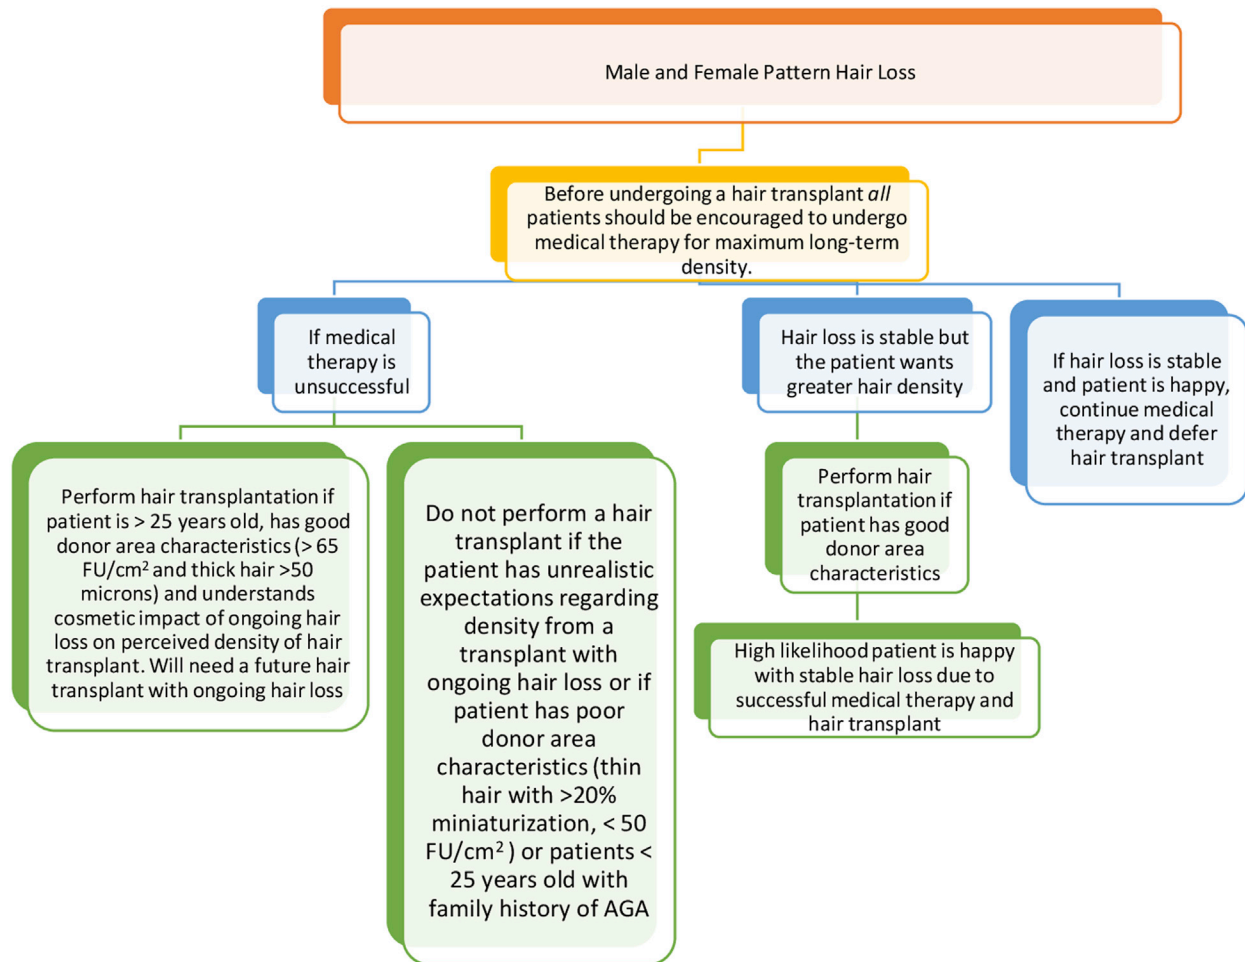 Male and Female Pattern Hair Loss
Before undergoing a hair transplant all
patients should be encouraged to undergo
medical therapy for maximum long-term
density.
If medical
therapy is
unsuccessful
Perform hair transplantation if
patient is > 25 years old, has good
donor area characteristics (> 65
FU/cm² and thick hair >50
microns) and understands
cosmetic impact of ongoing hair
loss on perceived density of hair
transplant. Will need a future hair
transplant with ongoing hair loss
Do not perform a hair
transplant if the
patient has unrealistic
expectations regarding
density from a
transplant with
ongoing hair loss or if
patient has poor
donor area
characteristics (thin
hair with >20%
miniaturization, < 50
FU/cm² ) or patients <
25 years old with
family history of AGA
Hair loss is stable but
the patient wants
greater hair density
Perform hair
transplantation if
patient has good
donor area
characteristics
High likelihood patient is happy
with stable hair loss due to
successful medical therapy and
hair transplant
If hair loss is stable
and patient is happy,
continue medical
therapy and defer
hair transplant